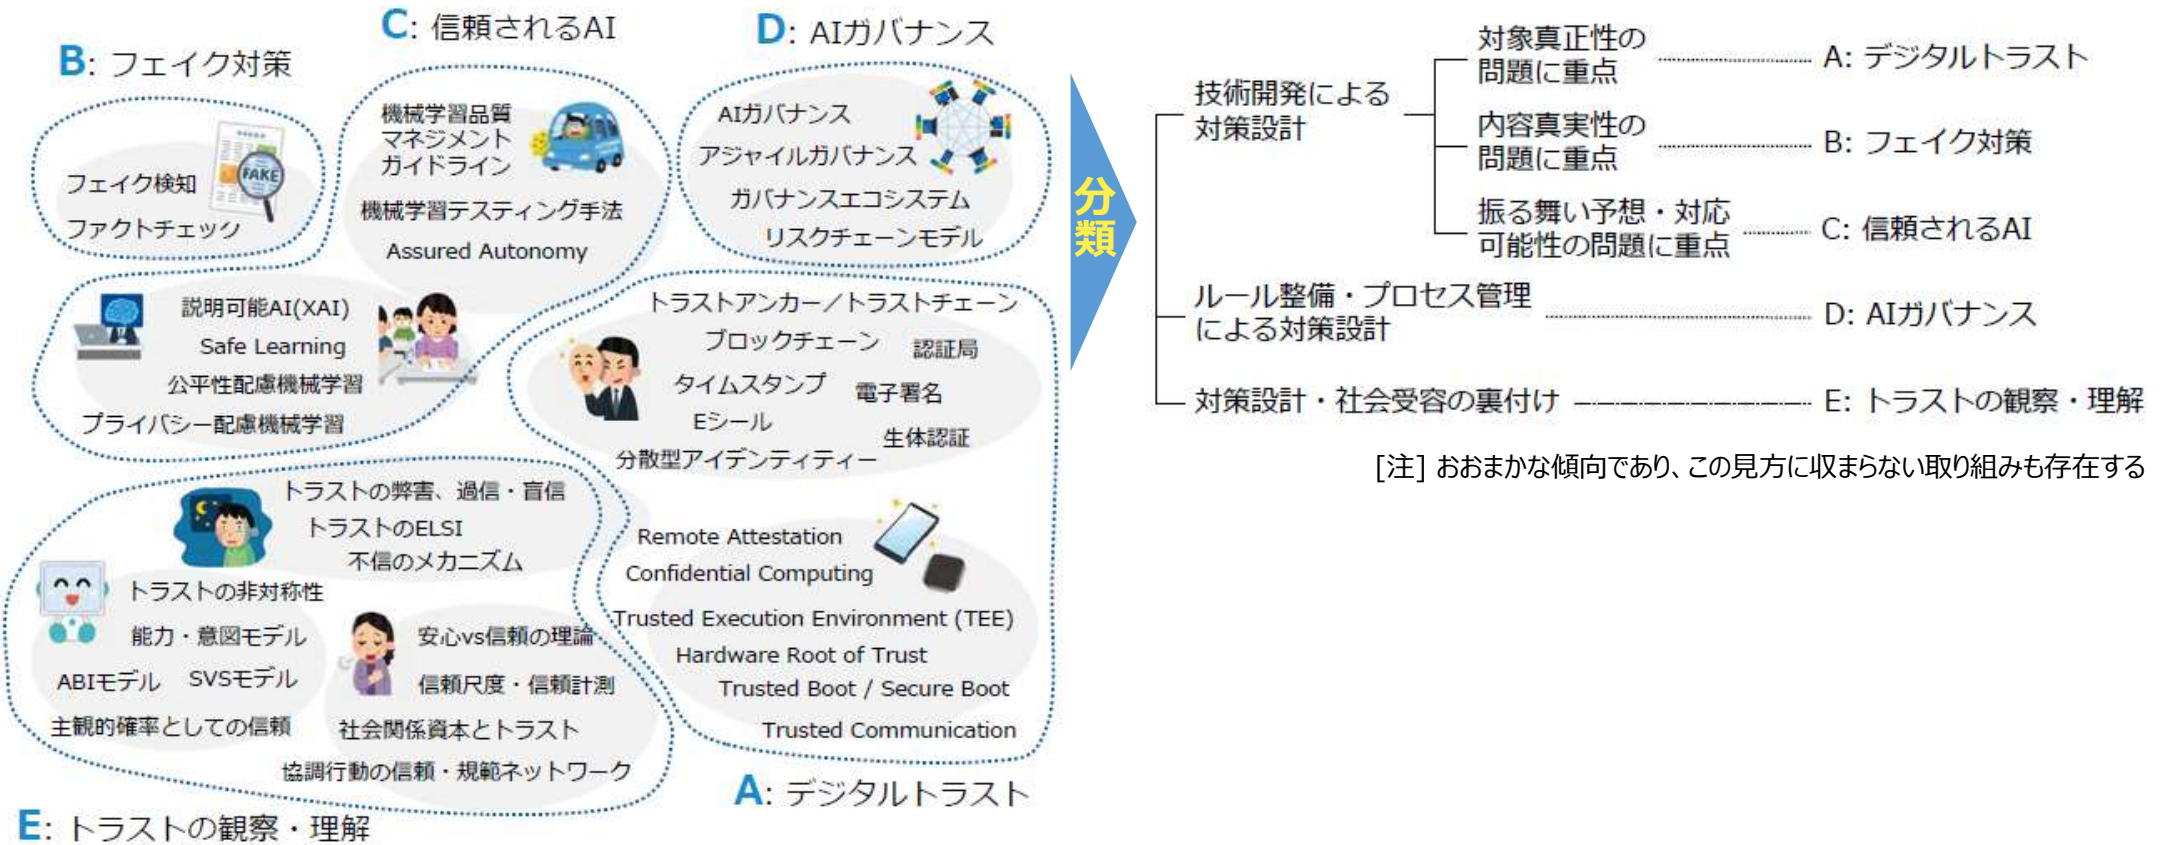 B: フェイク対策
FAKE
フェイク検知
ファクトチェック
C: 信頼されるAI
機械学習品質
マネジメント
ガイドライン
機械学習テスティング手法
Assured Autonomy
説明可能AI(XAI)
Safe Learning
公平性配慮機械学習
プライバシー配慮機械学習
D: AIガバナンス
AIガバナンス
アジャイルガバナンス
ガバナンスエコシステム
リスクチェーンモデル
トラストアンカー／トラストチェーン
ブロックチェーン
認証局
タイムスタンプ
電子署名
Eシール
生体認証
分散型アイデンティティー
Remote Attestation
Confidential Computing
Trusted Execution Environment (TEE)
Hardware Root of Trust
Trusted Boot / Secure Boot
Trusted Communication
A: デジタルトラスト
トラストの弊害、過信・盲信
トラストのELSI
不信のメカニズム
トラストの非対称性
能力・意図モデル
ABIモデル
SVSモデル
主観的確率としての信頼
安心vs信頼の理論
信頼尺度・信頼計測
社会関係資本とトラスト
協調行動の信頼・規範ネットワーク
E: トラストの観察・理解
分類
技術開発による
対策設計
対象真正性の
問題に重点
A: デジタルトラスト
内容真実性の
問題に重点
B: フェイク対策
振る舞い予想・対応
可能性の問題に重点
C: 信頼されるAI
ルール整備・プロセス管理
による対策設計
D: AIガバナンス
対策設計・社会受容の裏付け
E: トラストの観察・理解
[注] おおまかな傾向であり、この見方に収まらない取り組みも存在する